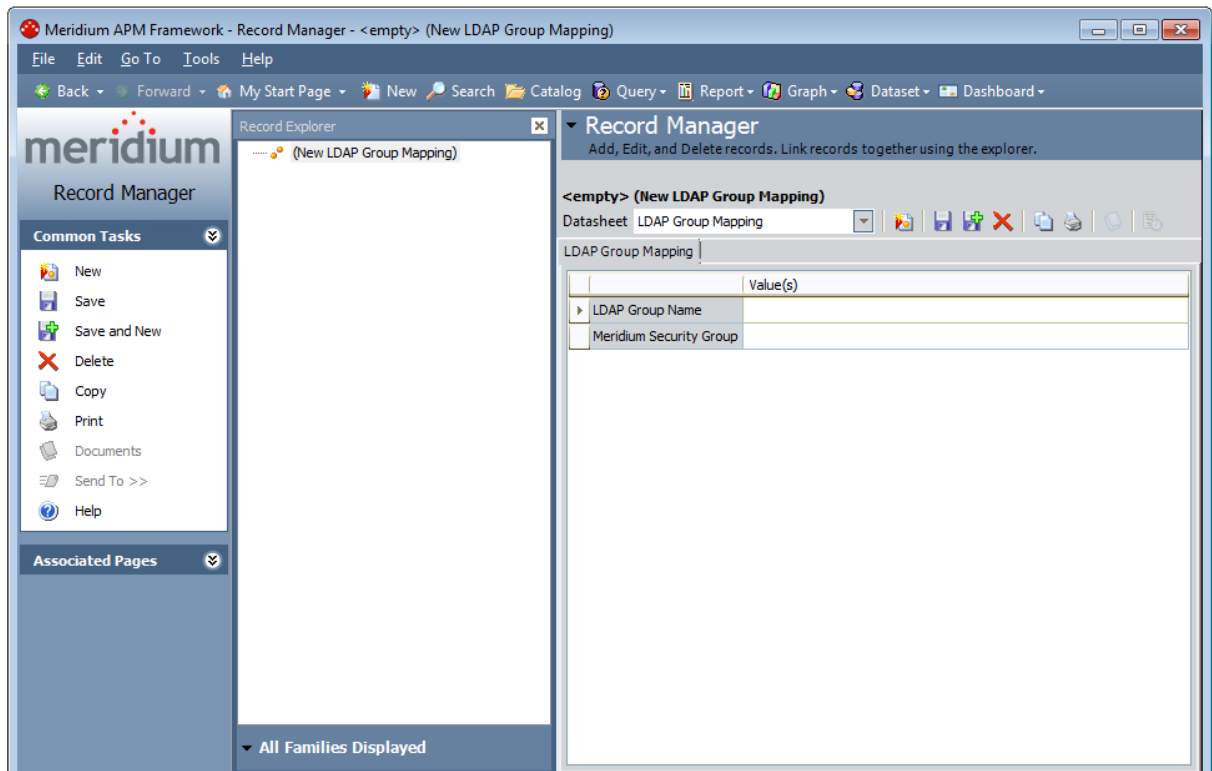 Meridium APM Framework - Record Manager - <empty> (New LDAP Group Mapping)
File Edit Go To Tools Help
Back Forward My Start Page New Search Catalog Query Report Graph Dataset Dashboard
meridium
Record Manager
Common Tasks
New
Save
Save and New
Delete
Copy
Print
Documents
Send To >>
Help
Associated Pages
Record Explorer
(New LDAP Group Mapping)
All Families Displayed
Record Manager
Add, Edit, and Delete records. Link records together using the explorer.
<empty> (New LDAP Group Mapping)
Datasheet LDAP Group Mapping
LDAP Group Mapping
Value(s)
LDAP Group Name
Meridium Security Group